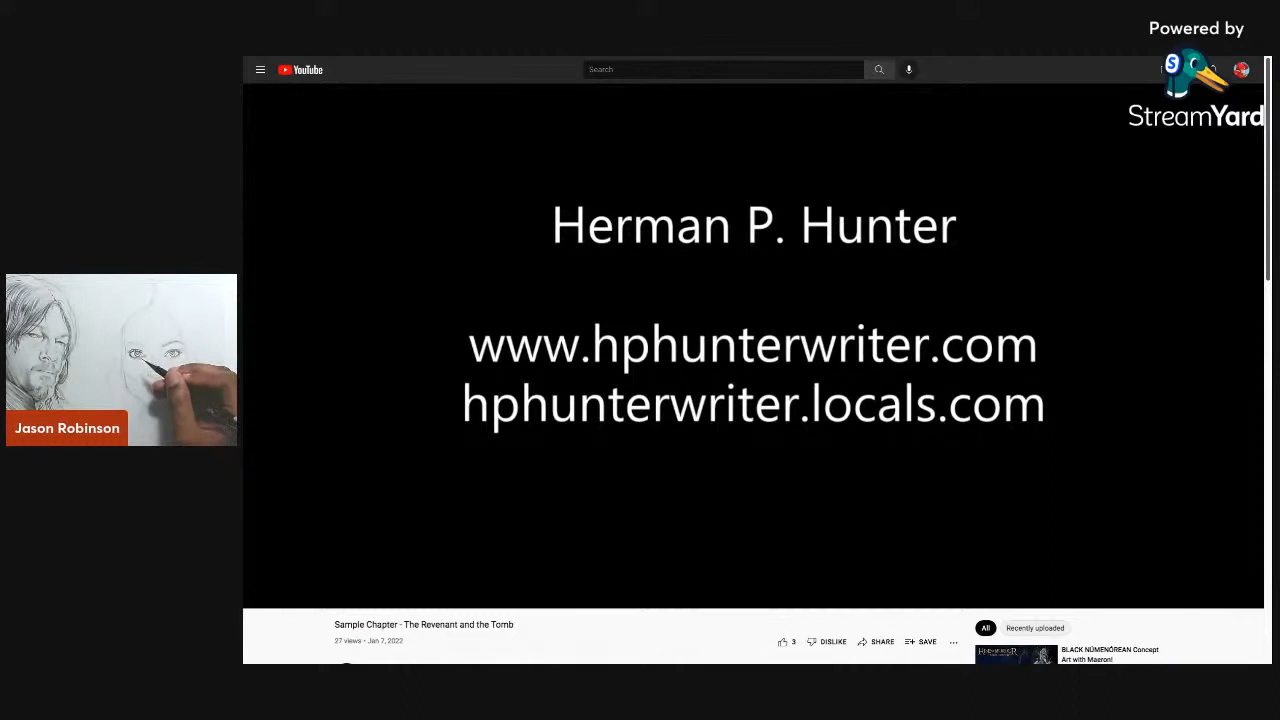 Powered by
StreamYard
YouTube
Search
Herman P. Hunter
www.hphunterwriter.com
hphunterwriter.locals.com
Jason Robinson
Sample Chapter - The Revenant and the Tomb
27 views • Jan 7, 2022
3 DISLIKE SHARE SAVE ...
All Recently uploaded
BLACK NÚMENÓREAN Concept
Art with Maeron!